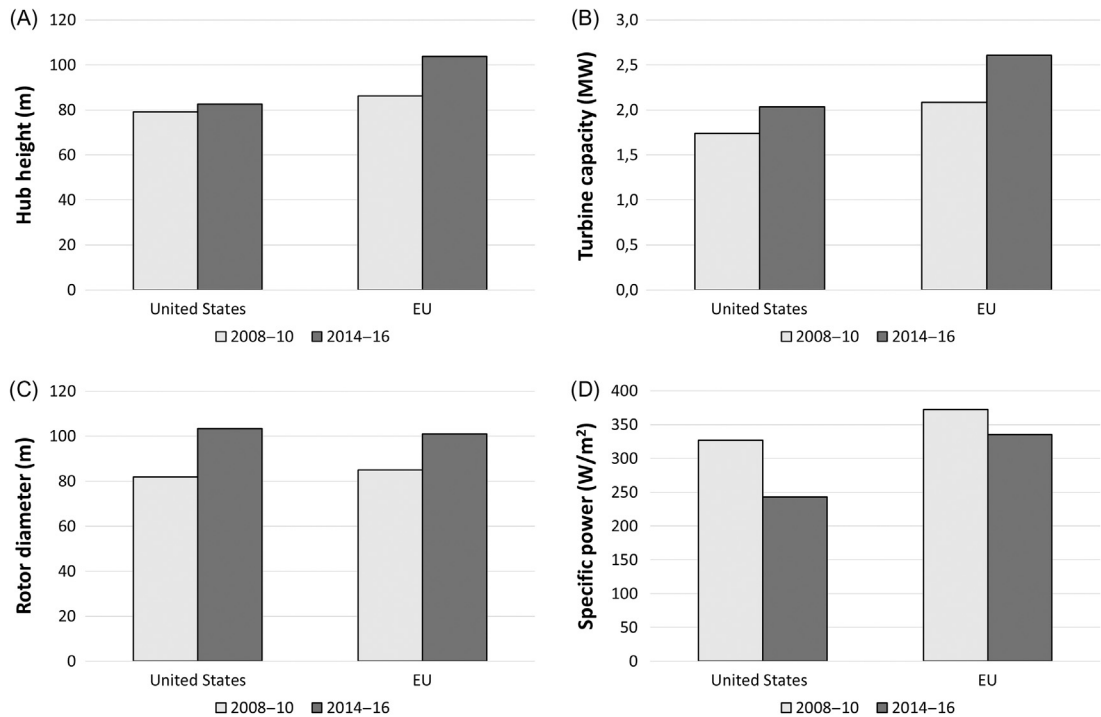 (A)
Hub height (m)
120
100
80
60
40
20
0
United States
EU
2008–10
2014–16
(B)
Turbine capacity (MW)
3,0
2,5
2,0
1,5
1,0
0,5
0,0
United States
EU
2008–10
2014–16
(C)
Rotor diameter (m)
120
100
80
60
40
20
0
United States
EU
2008–10
2014–16
(D)
Specific power (W/m²)
400
350
300
250
200
150
100
50
0
United States
EU
2008–10
2014–16